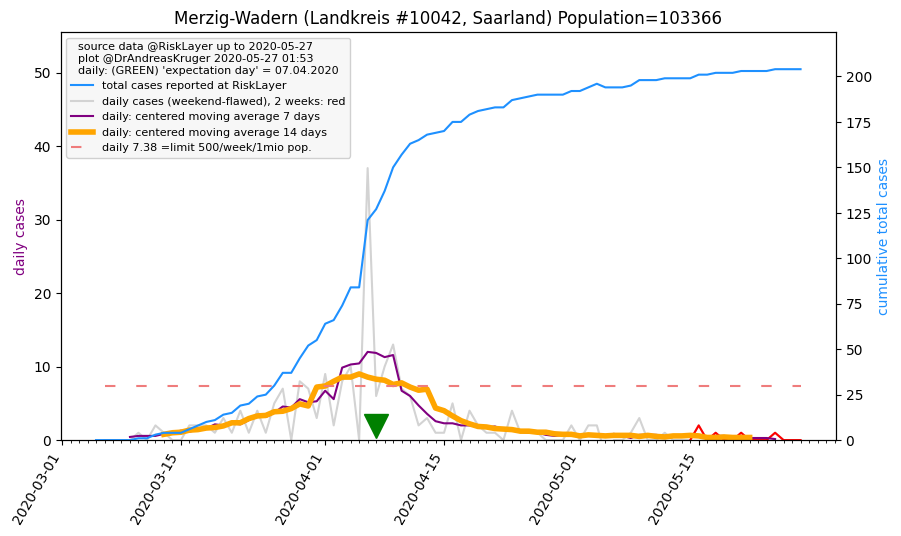 Merzig-Wadern (Landkreis #10042, Saarland) Population=103366
source data @RiskLayer up to 2020-05-27
plot @DrAndreasKruger 2020-05-27 01:53
daily: (GREEN) 'expectation day' = 07.04.2020
total cases reported at RiskLayer
daily cases (weekend-flawed), 2 weeks: red
daily: centered moving average 7 days
daily: centered moving average 14 days
daily 7.38 =limit 500/week/1mio pop.
daily cases
50
40
30
20
10
0
cumulative total cases
200
175
150
125
100
75
50
25
0
2020-03-01
2020-03-15
2020-04-01
2020-04-15
2020-05-01
2020-05-15